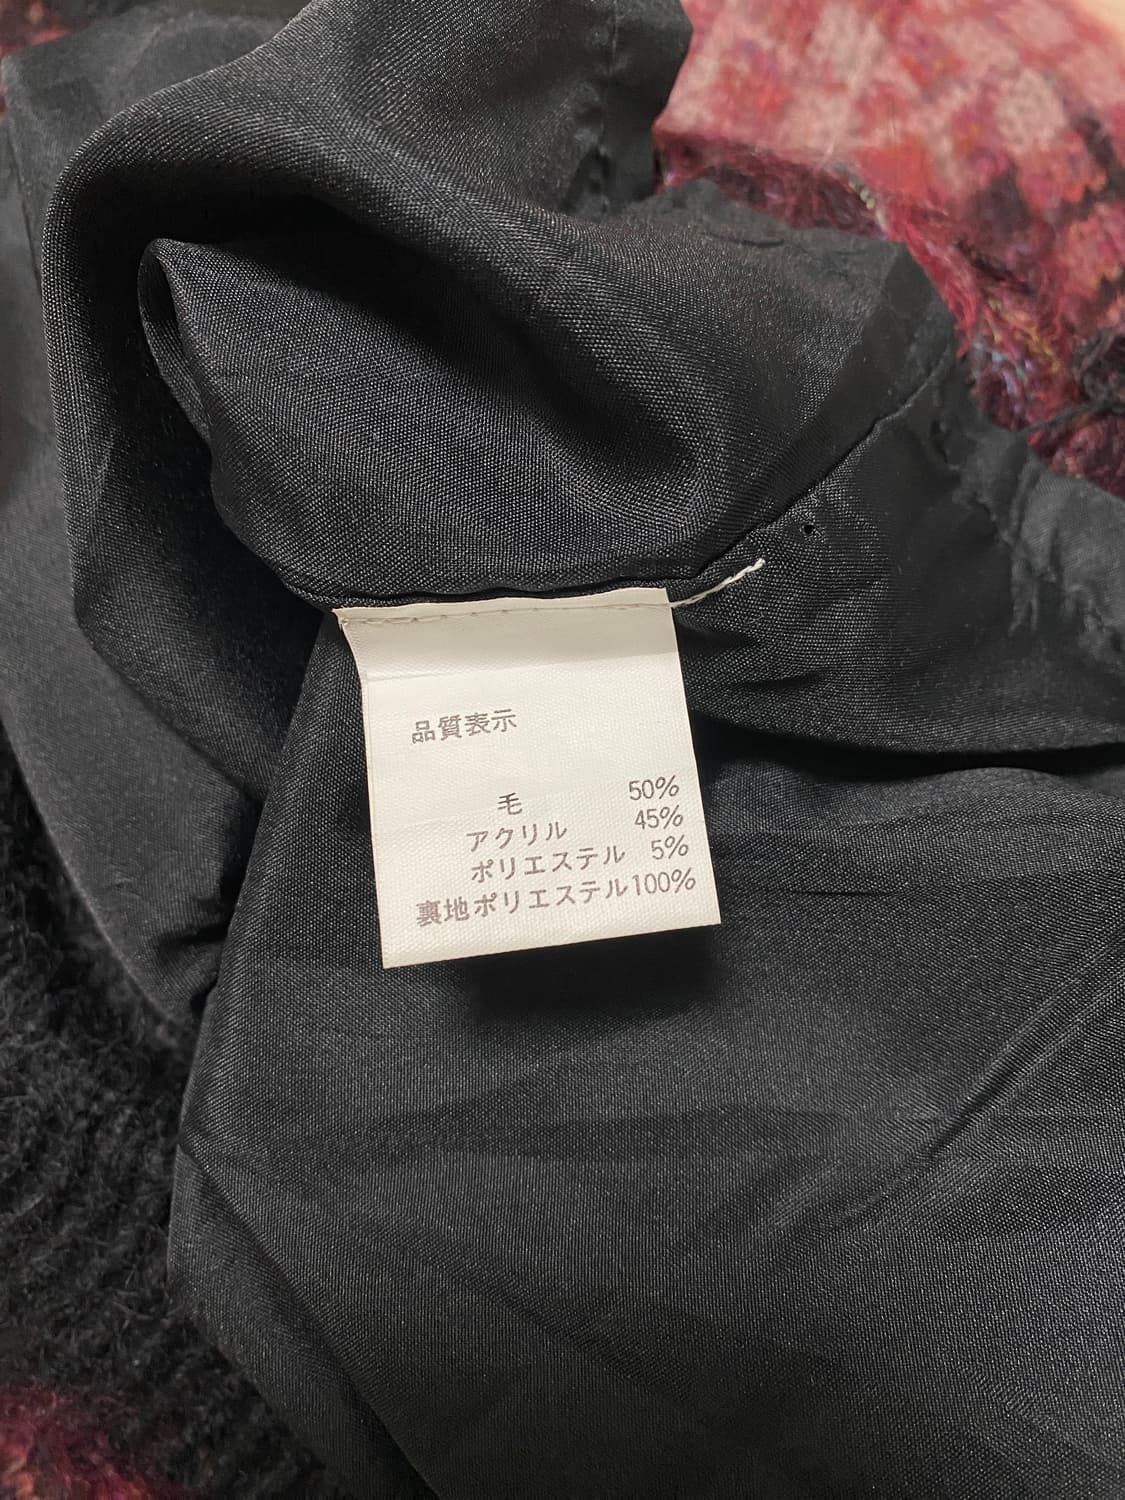 品質表示
毛 50%
アクリル 45%
ポリエステル 5%
裏地ポリエステル100%